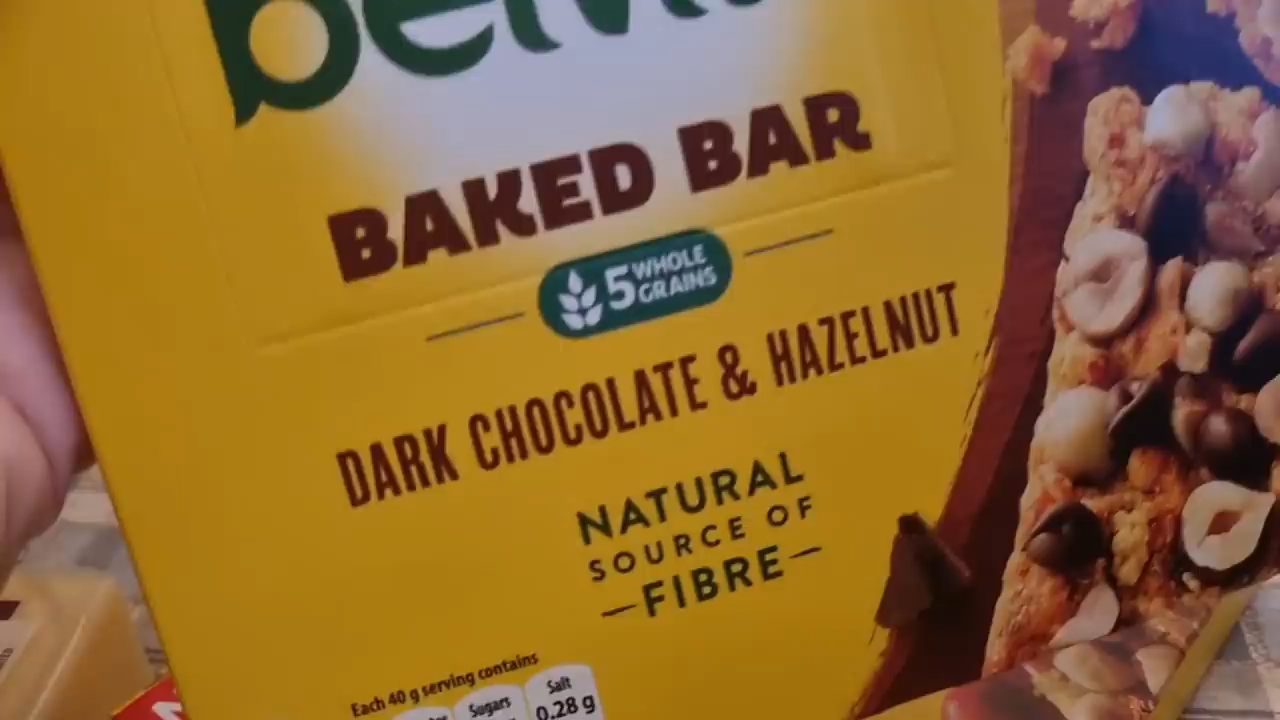 BAKED BAR
5 WHOLE
GRAINS
DARK CHOCOLATE & HAZELNUT
NATURAL
SOURCE OF
FIBRE
Each 40 g serving contains
Sugars
Salt
0.28 g